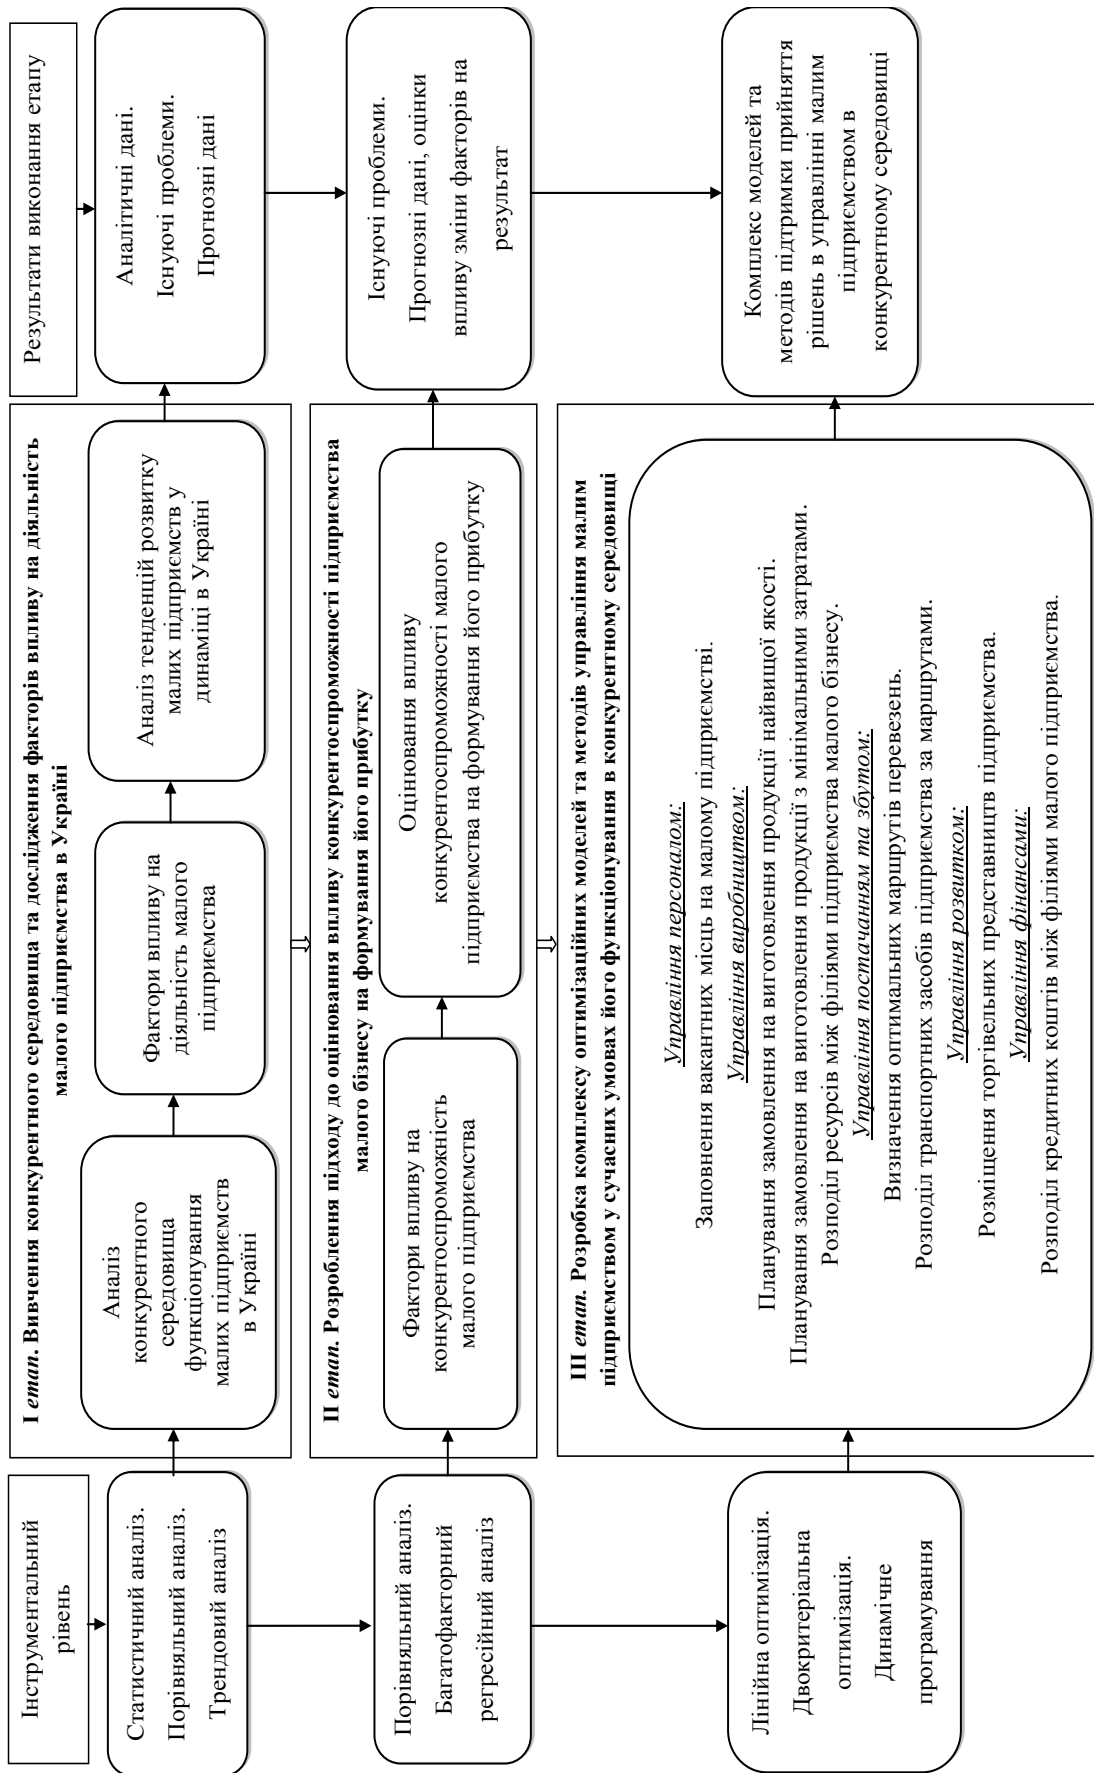 Інструментальний
рівень
Результати виконання етапу
I етап. Вивчення конкурентного середовища та дослідження факторів впливу на діяльність
малого підприємства в Україні
Статистичний аналіз.
Порівняльний аналіз.
Трендовий аналіз
Аналіз
конкурентного
середовища
функціонування
малих підприємств
в Україні
Фактори впливу на
діяльність малого
підприємства
Аналіз тенденцій розвитку
малих підприємств у
динаміці в Україні
Аналітичні дані.
Існуючі проблеми.
Прогнозні дані
II етап. Розроблення підходу до оцінювання впливу конкурентоспроможності підприємства
малого бізнесу на формування його прибутку
Порівняльний аналіз.
Багатофакторний
регресійний аналіз
Фактори впливу на
конкурентоспроможність
малого підприємства
Оцінювання впливу
конкурентоспроможності малого
підприємства на формування його прибутку
Існуючі проблеми.
Прогнозні дані, оцінки
впливу зміни факторів на
результат
III етап. Розробка комплексу оптимізаційних моделей та методів управління малим
підприємством у сучасних умовах його функціонування в конкурентному середовищі
Лінійна оптимізація.
Двокритеріальна
оптимізація.
Динамічне
програмування
Управління персоналом:
Заповнення вакантних місць на малому підприємстві.
Управління виробництвом:
Планування замовлення на виготовлення продукції найвищої якості.
Планування замовлення на виготовлення продукції з мінімальними затратами.
Розподіл ресурсів між філіями підприємства малого бізнесу.
Управління постачанням та збутом:
Визначення оптимальних маршрутів перевезень.
Розподіл транспортних засобів підприємства за маршрутами.
Управління розвитком:
Розміщення торгівельних представництв підприємства.
Управління фінансами:
Розподіл кредитних коштів між філіями малого підприємства.
Комплекс моделей та
методів підтримки прийняття
рішень в управлінні малим
підприємством в
конкурентному середовищі